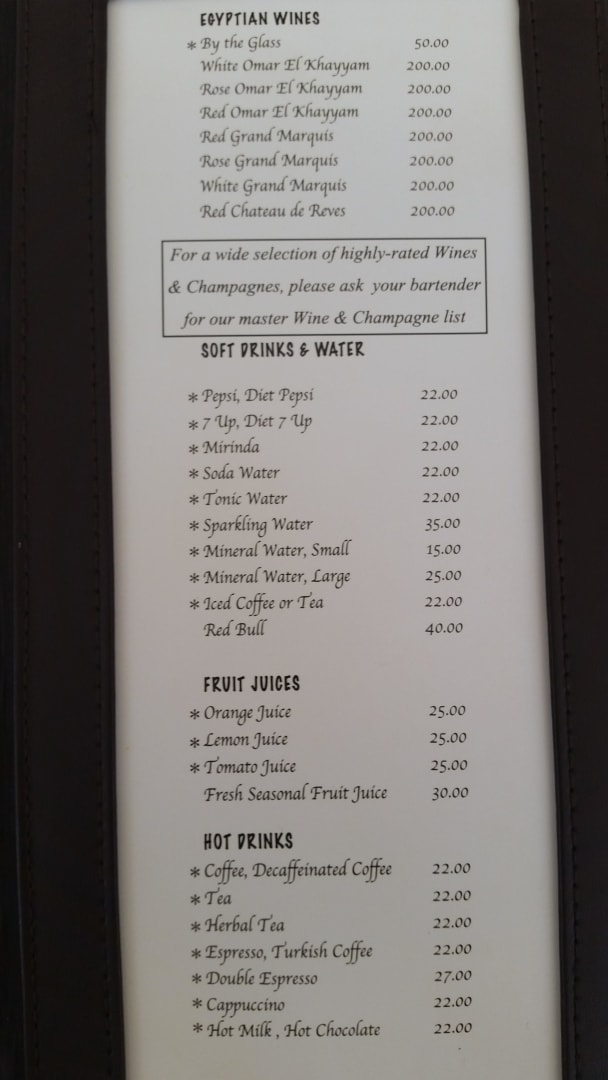 EGYPTIAN WINES
* By the Glass 50.00
White Omar El Khayyam 200.00
Rose Omar El Khayyam 200.00
Red Omar El Khayyam 200.00
Red Grand Marquis 200.00
Rose Grand Marquis 200.00
White Grand Marquis 200.00
Red Chateau de Reves 200.00
For a wide selection of highly-rated Wines
& Champagnes, please ask your bartender
for our master Wine & Champagne list
SOFT DRINKS & WATER
* Pepsi, Diet Pepsi 22.00
* 7 Up, Diet 7 Up 22.00
* Mirinda 22.00
* Soda Water 22.00
* Tonic Water 22.00
* Sparkling Water 35.00
* Mineral Water, Small 15.00
* Mineral Water, Large 25.00
* Iced Coffee or Tea 22.00
Red Bull 40.00
FRUIT JUICES
* Orange Juice 25.00
* Lemon Juice 25.00
* Tomato Juice 25.00
Fresh Seasonal Fruit Juice 30.00
HOT DRINKS
* Coffee, Decaffeinated Coffee 22.00
* Tea 22.00
* Herbal Tea 22.00
* Espresso, Turkish Coffee 22.00
* Double Espresso 27.00
* Cappuccino 22.00
* Hot Milk , Hot Chocolate 22.00